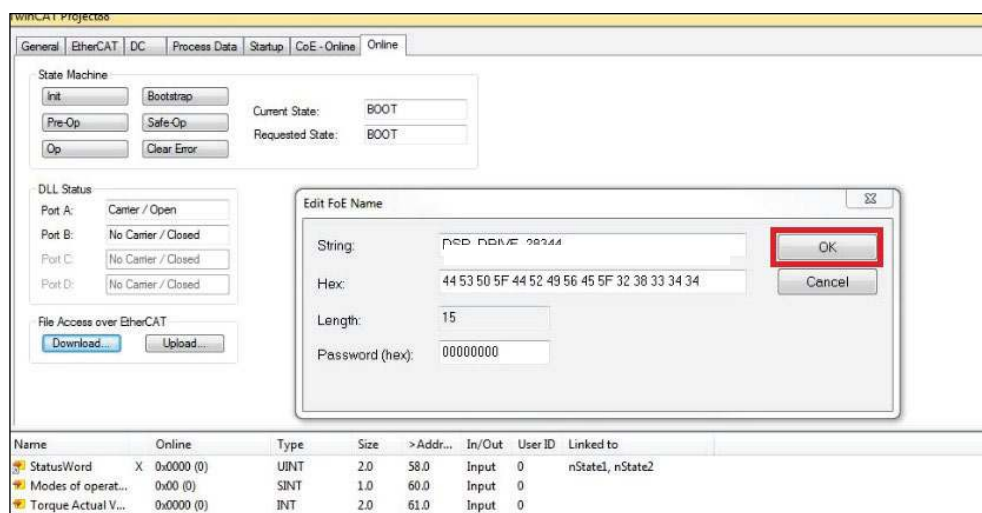 TwinCAT Project88
General EtherCAT DC Process Data Startup CoE - Online Online
State Machine
Init Bootstrap
Pre-Op Safe-Op
Op Clear Error
Current State: BOOT
Requested State: BOOT
DLL Status
Port A: Carrier / Open
Port B: No Carrier / Closed
Port C: No Carrier / Closed
Port D: No Carrier / Closed
File Access over EtherCAT
Download... Upload...
Edit FoE Name
String: DSP_DRIVE_28344
Hex: 44 53 50 5F 44 52 49 56 45 5F 32 38 33 34 34
Length: 15
Password (hex): 00000000
OK
Cancel
Name Online Type Size >Addr... In/Out User ID Linked to
StatusWord X 0x0000 (0) UINT 2.0 58.0 Input 0 nState1, nState2
Modes of operat... 0x00 (0) SINT 1.0 60.0 Input 0
Torque Actual V... 0x0000 (0) INT 2.0 61.0 Input 0